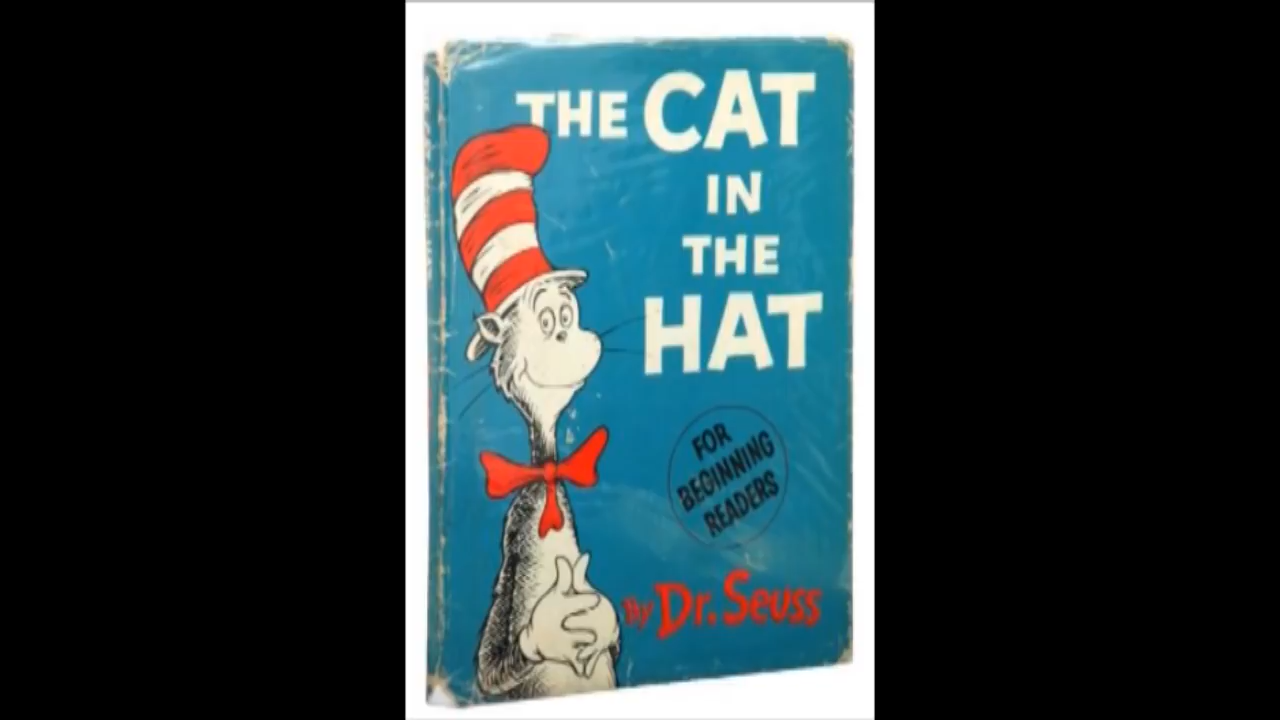 THE CAT
IN
THE
HAT
FOR
BEGINNING
READERS
By Dr. Seuss